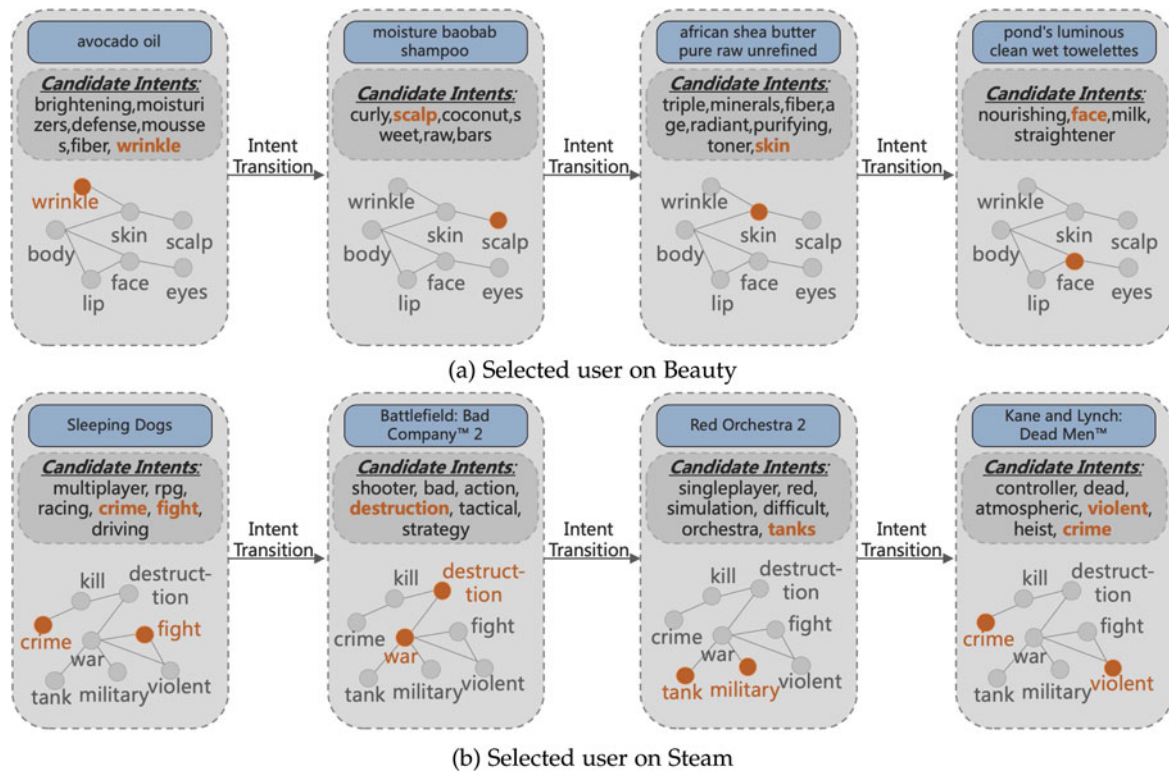 avocado oil
Candidate Intents:
brightening,moisturi
zers,defense,mousse
s,fiber, wrinkle
wrinkle
skin
scalp
body
face
eyes
lip
Intent
Transition
moisture baobab
shampoo
Candidate Intents:
curly,scalp,coconut,s
weet,raw,bars
wrinkle
skin
scalp
body
face
eyes
lip
Intent
Transition
african shea butter
pure raw unrefined
Candidate Intents:
triple,minerals,fiber,a
ge,radiant,purifying,
toner,skin
wrinkle
skin
scalp
body
face
eyes
lip
Intent
Transition
pond's luminous
clean wet towelettes
Candidate Intents:
nourishing,face,milk,
straightener
wrinkle
skin
scalp
body
face
eyes
lip
(a) Selected user on Beauty
Sleeping Dogs
Candidate Intents:
multiplayer, rpg,
racing, crime, fight,
driving
kill
destruct-
tion
crime
fight
war
tank
military
violent
Intent
Transition
Battlefield: Bad
Company™ 2
Candidate Intents:
shooter, bad, action,
destruction, tactical,
strategy
kill
destruct-
tion
crime
fight
war
tank
military
violent
Intent
Transition
Red Orchestra 2
Candidate Intents:
singleplayer, red,
simulation, difficult,
orchestra, tanks
kill
destruct-
tion
crime
fight
war
tank
military
violent
Intent
Transition
Kane and Lynch:
Dead Men™
Candidate Intents:
controller, dead,
atmospheric, violent,
heist, crime
kill
destruct-
tion
crime
fight
war
tank
military
violent
(b) Selected user on Steam